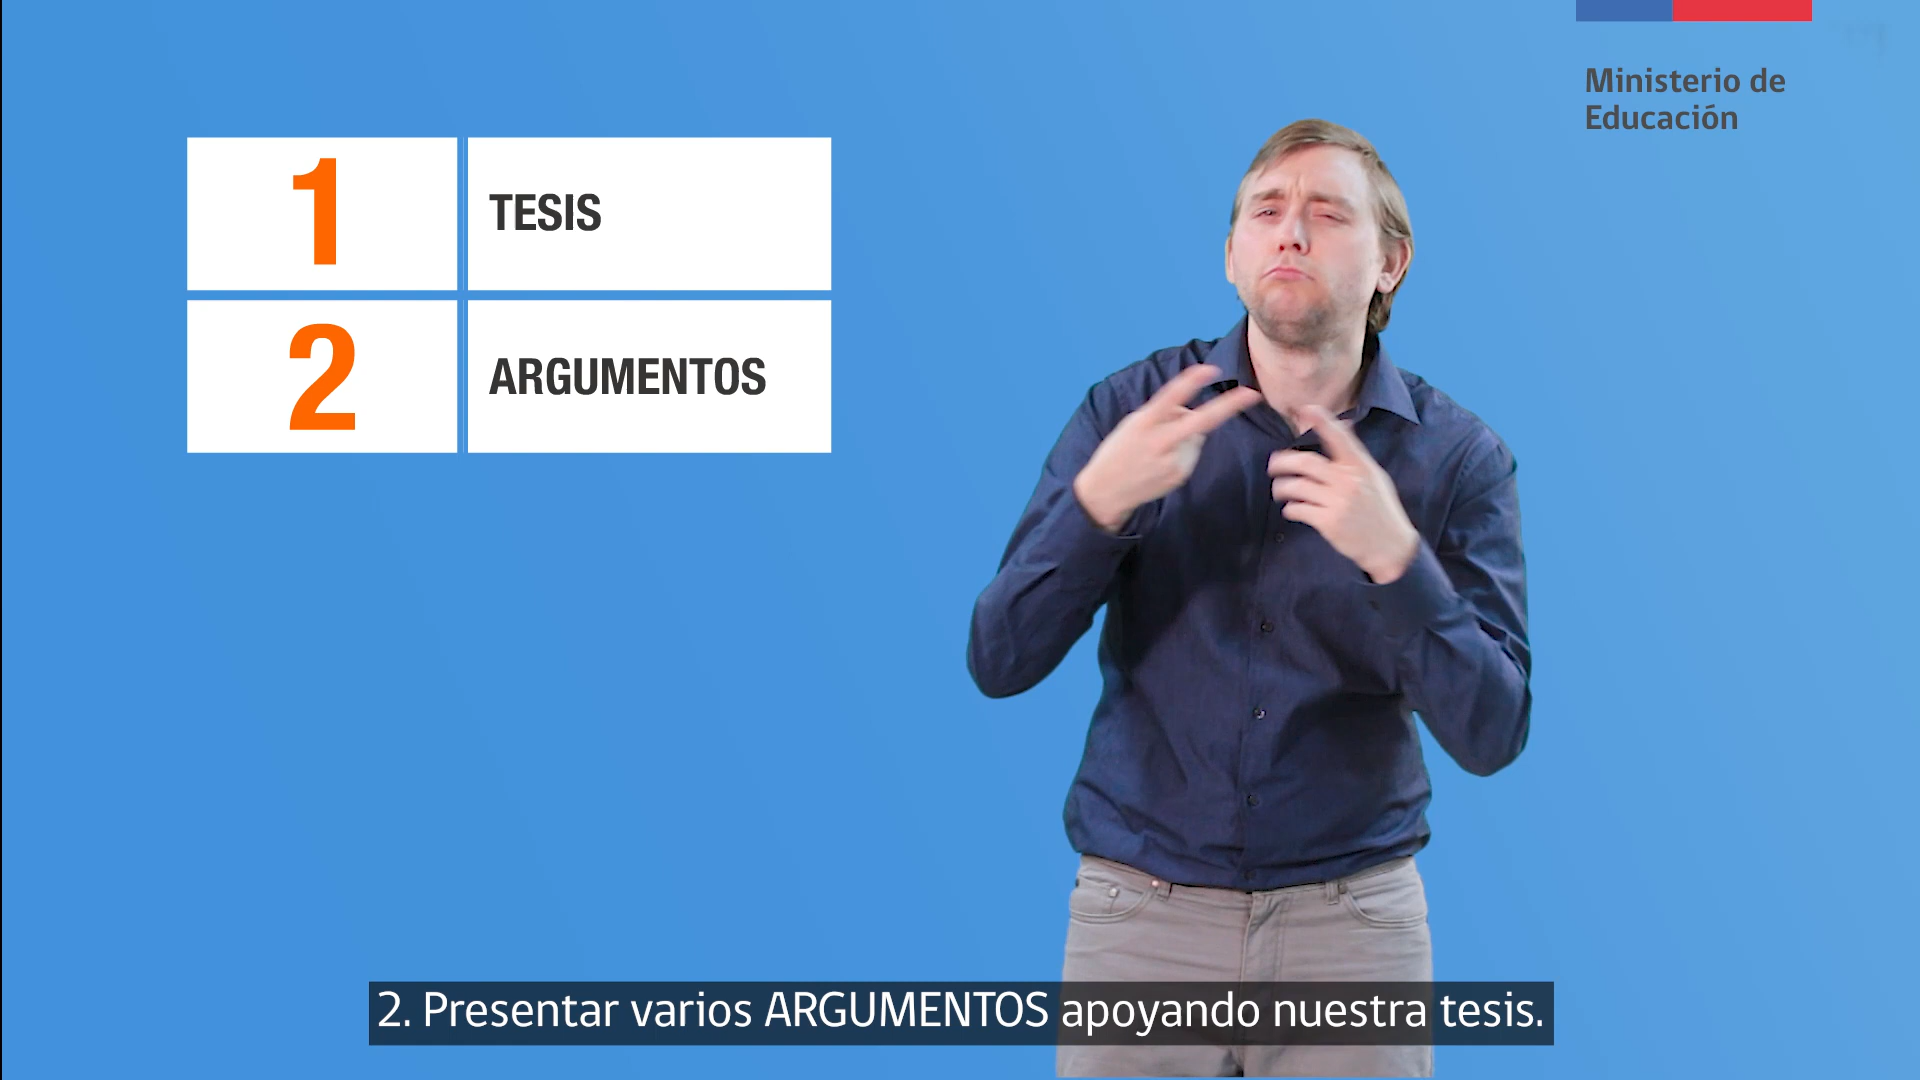 Ministerio de
Educación
1 TESIS
2 ARGUMENTOS
2. Presentar varios ARGUMENTOS apoyando nuestra tesis.